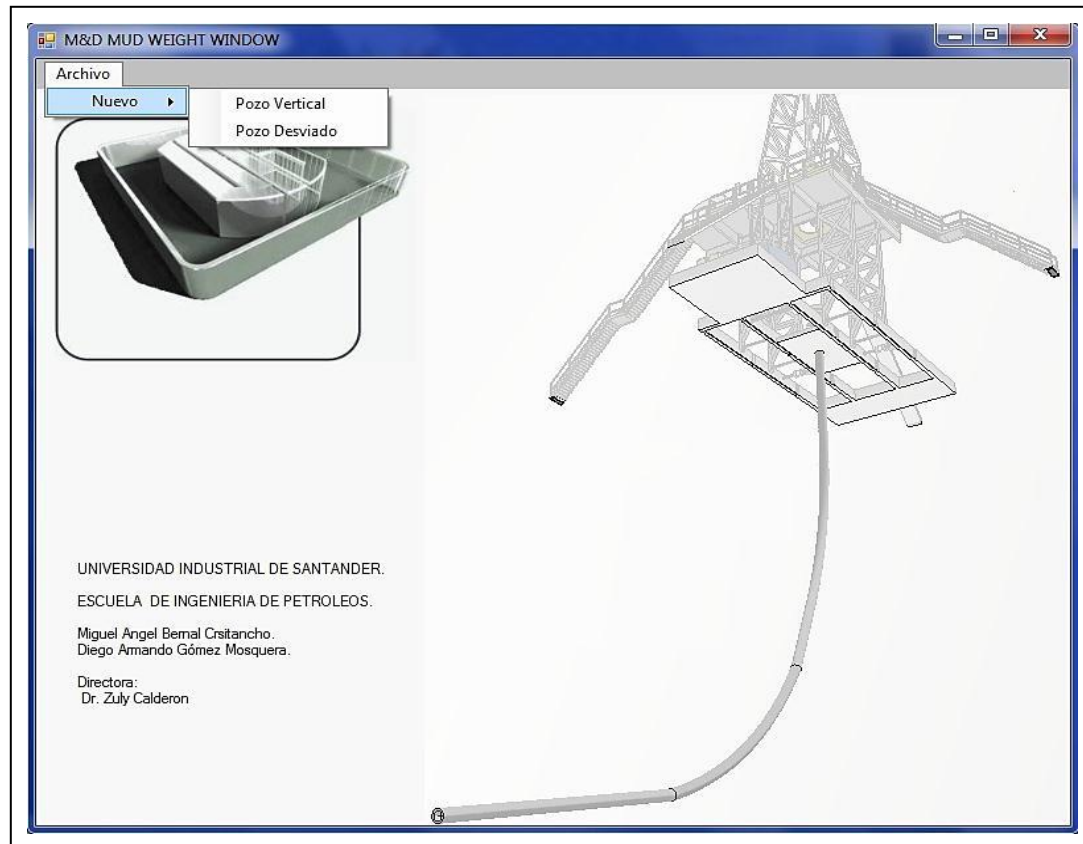 M&D MUD WEIGHT WINDOW
Archivo
Nuevo
Pozo Vertical
Pozo Desviado
UNIVERSIDAD INDUSTRIAL DE SANTANDER.
ESCUELA DE INGENIERIA DE PETROLEOS.
Miguel Angel Bernal Crsitancho.
Diego Armando Gómez Mosquera.
Directora:
Dr. Zuly Calderon